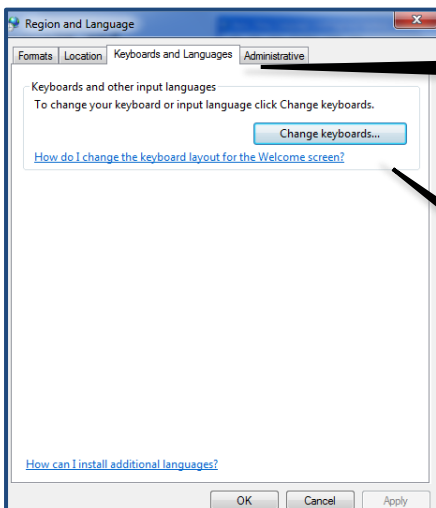 Region and Language
Formats Location Keyboards and Languages Administrative
Keyboards and other input languages
To change your keyboard or input language click Change keyboards.
Change keyboards...
How do I change the keyboard layout for the Welcome screen?
How can I install additional languages?
OK Cancel Apply